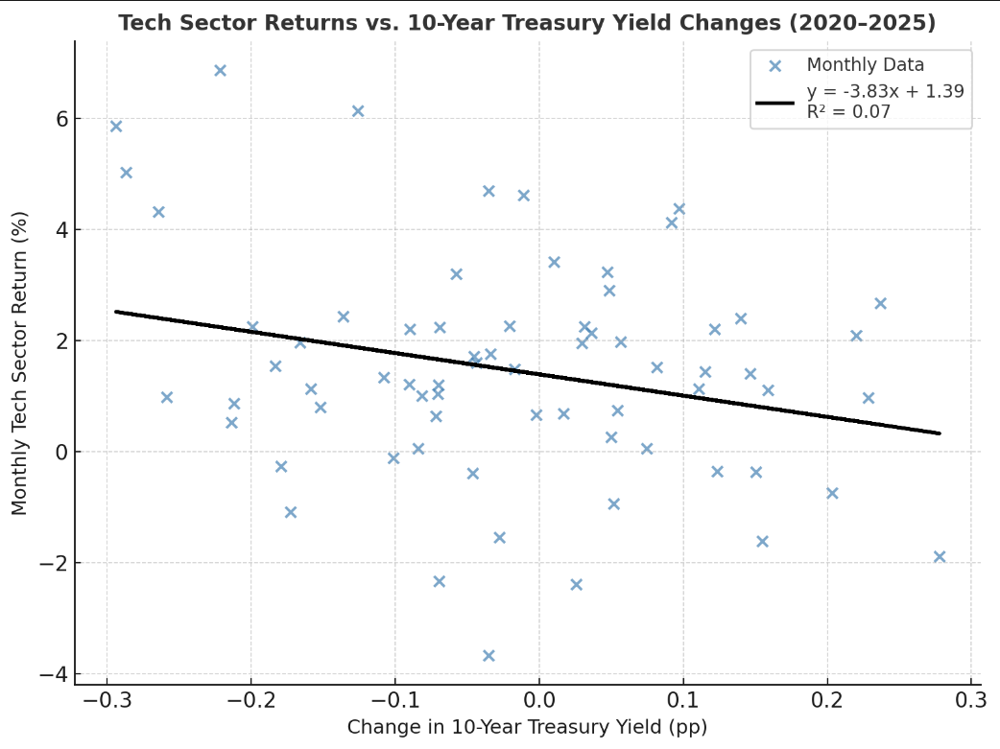 Tech Sector Returns vs. 10-Year Treasury Yield Changes (2020–2025)
Monthly Data
y = -3.83x + 1.39
R² = 0.07
Monthly Tech Sector Return (%)
6
4
2
0
−2
−4
−0.3 −0.2 −0.1 0.0 0.1 0.2 0.3
Change in 10-Year Treasury Yield (pp)